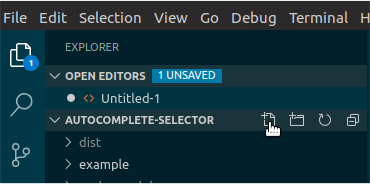 File Edit Selection View Go Debug Terminal H
EXPLORER
1
OPEN EDITORS 1 UNSAVED
<> Untitled-1
AUTOCOMPLETE-SELECTOR
dist
example